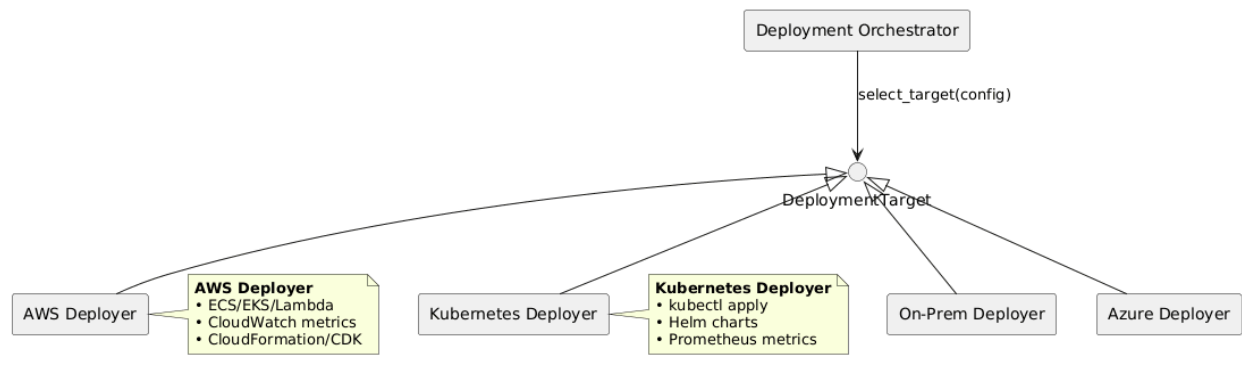 Deployment Orchestrator
select_target(config)
DeploymentTarget
AWS Deployer
AWS Deployer
• ECS/EKS/Lambda
• CloudWatch metrics
• CloudFormation/CDK
Kubernetes Deployer
Kubernetes Deployer
• kubectl apply
• Helm charts
• Prometheus metrics
On-Prem Deployer
Azure Deployer